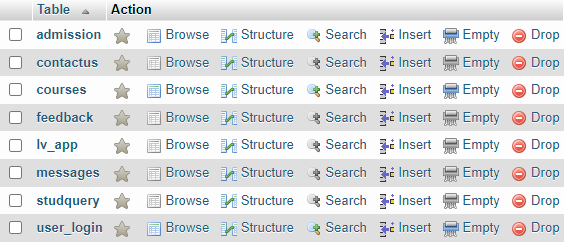 Table Action
admission Browse Structure Search Insert Empty Drop
contactus Browse Structure Search Insert Empty Drop
courses Browse Structure Search Insert Empty Drop
feedback Browse Structure Search Insert Empty Drop
lv_app Browse Structure Search Insert Empty Drop
messages Browse Structure Search Insert Empty Drop
studquery Browse Structure Search Insert Empty Drop
user_login Browse Structure Search Insert Empty Drop